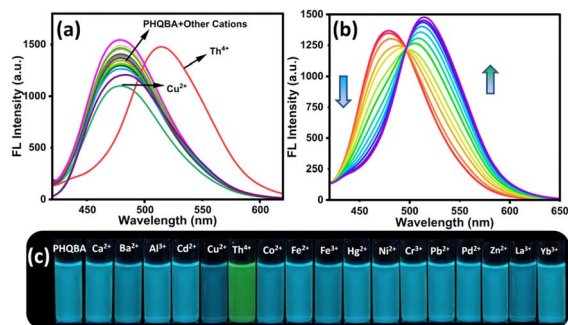 (a)
PHQBA+Other Cations
Th⁴⁺
Cu²⁺
FL Intensity (a.u.)
1500
1000
500
0
450 500 550 600
Wavelength (nm)
(b)
FL Intensity (a.u.)
1500
1250
1000
750
500
250
0
450 500 550 600 650
Wavelength (nm)
(c)
PHQBA Ca²⁺ Ba²⁺ Al³⁺ Cd²⁺ Cu²⁺ Th⁴⁺ Co²⁺ Fe²⁺ Fe³⁺ Hg²⁺ Ni²⁺ Cr³⁺ Pb²⁺ Pd²⁺ Zn²⁺ La³⁺ Yb³⁺